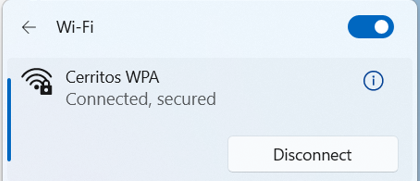 Wi-Fi
Cerritos WPA
Connected, secured
Disconnect